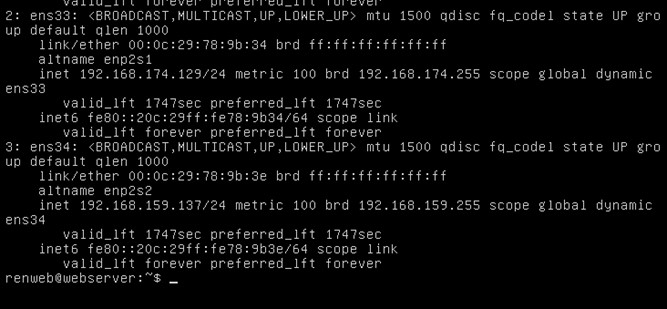 valid_lft forever preferred_lft forever
2: ens33: <BROADCAST,MULTICAST,UP,LOWER_UP> mtu 1500 qdisc fq_codel state UP gro
up default qlen 1000
link/ether 00:0c:29:78:9b:34 brd ff:ff:ff:ff:ff:ff
altname enp2s1
inet 192.168.174.129/24 metric 100 brd 192.168.174.255 scope global dynamic
ens33
valid_lft 1747sec preferred_lft 1747sec
inet6 fe80::20c:29ff:fe78:9b34/64 scope link
valid_lft forever preferred_lft forever
3: ens34: <BROADCAST,MULTICAST,UP,LOWER_UP> mtu 1500 qdisc fq_codel state UP gro
up default qlen 1000
link/ether 00:0c:29:78:9b:3e brd ff:ff:ff:ff:ff:ff
altname enp2s2
inet 192.168.159.137/24 metric 100 brd 192.168.159.255 scope global dynamic
ens34
valid_lft 1747sec preferred_lft 1747sec
inet6 fe80::20c:29ff:fe78:9b3e/64 scope link
valid_lft forever preferred_lft forever
renweb@webserver:~$ _